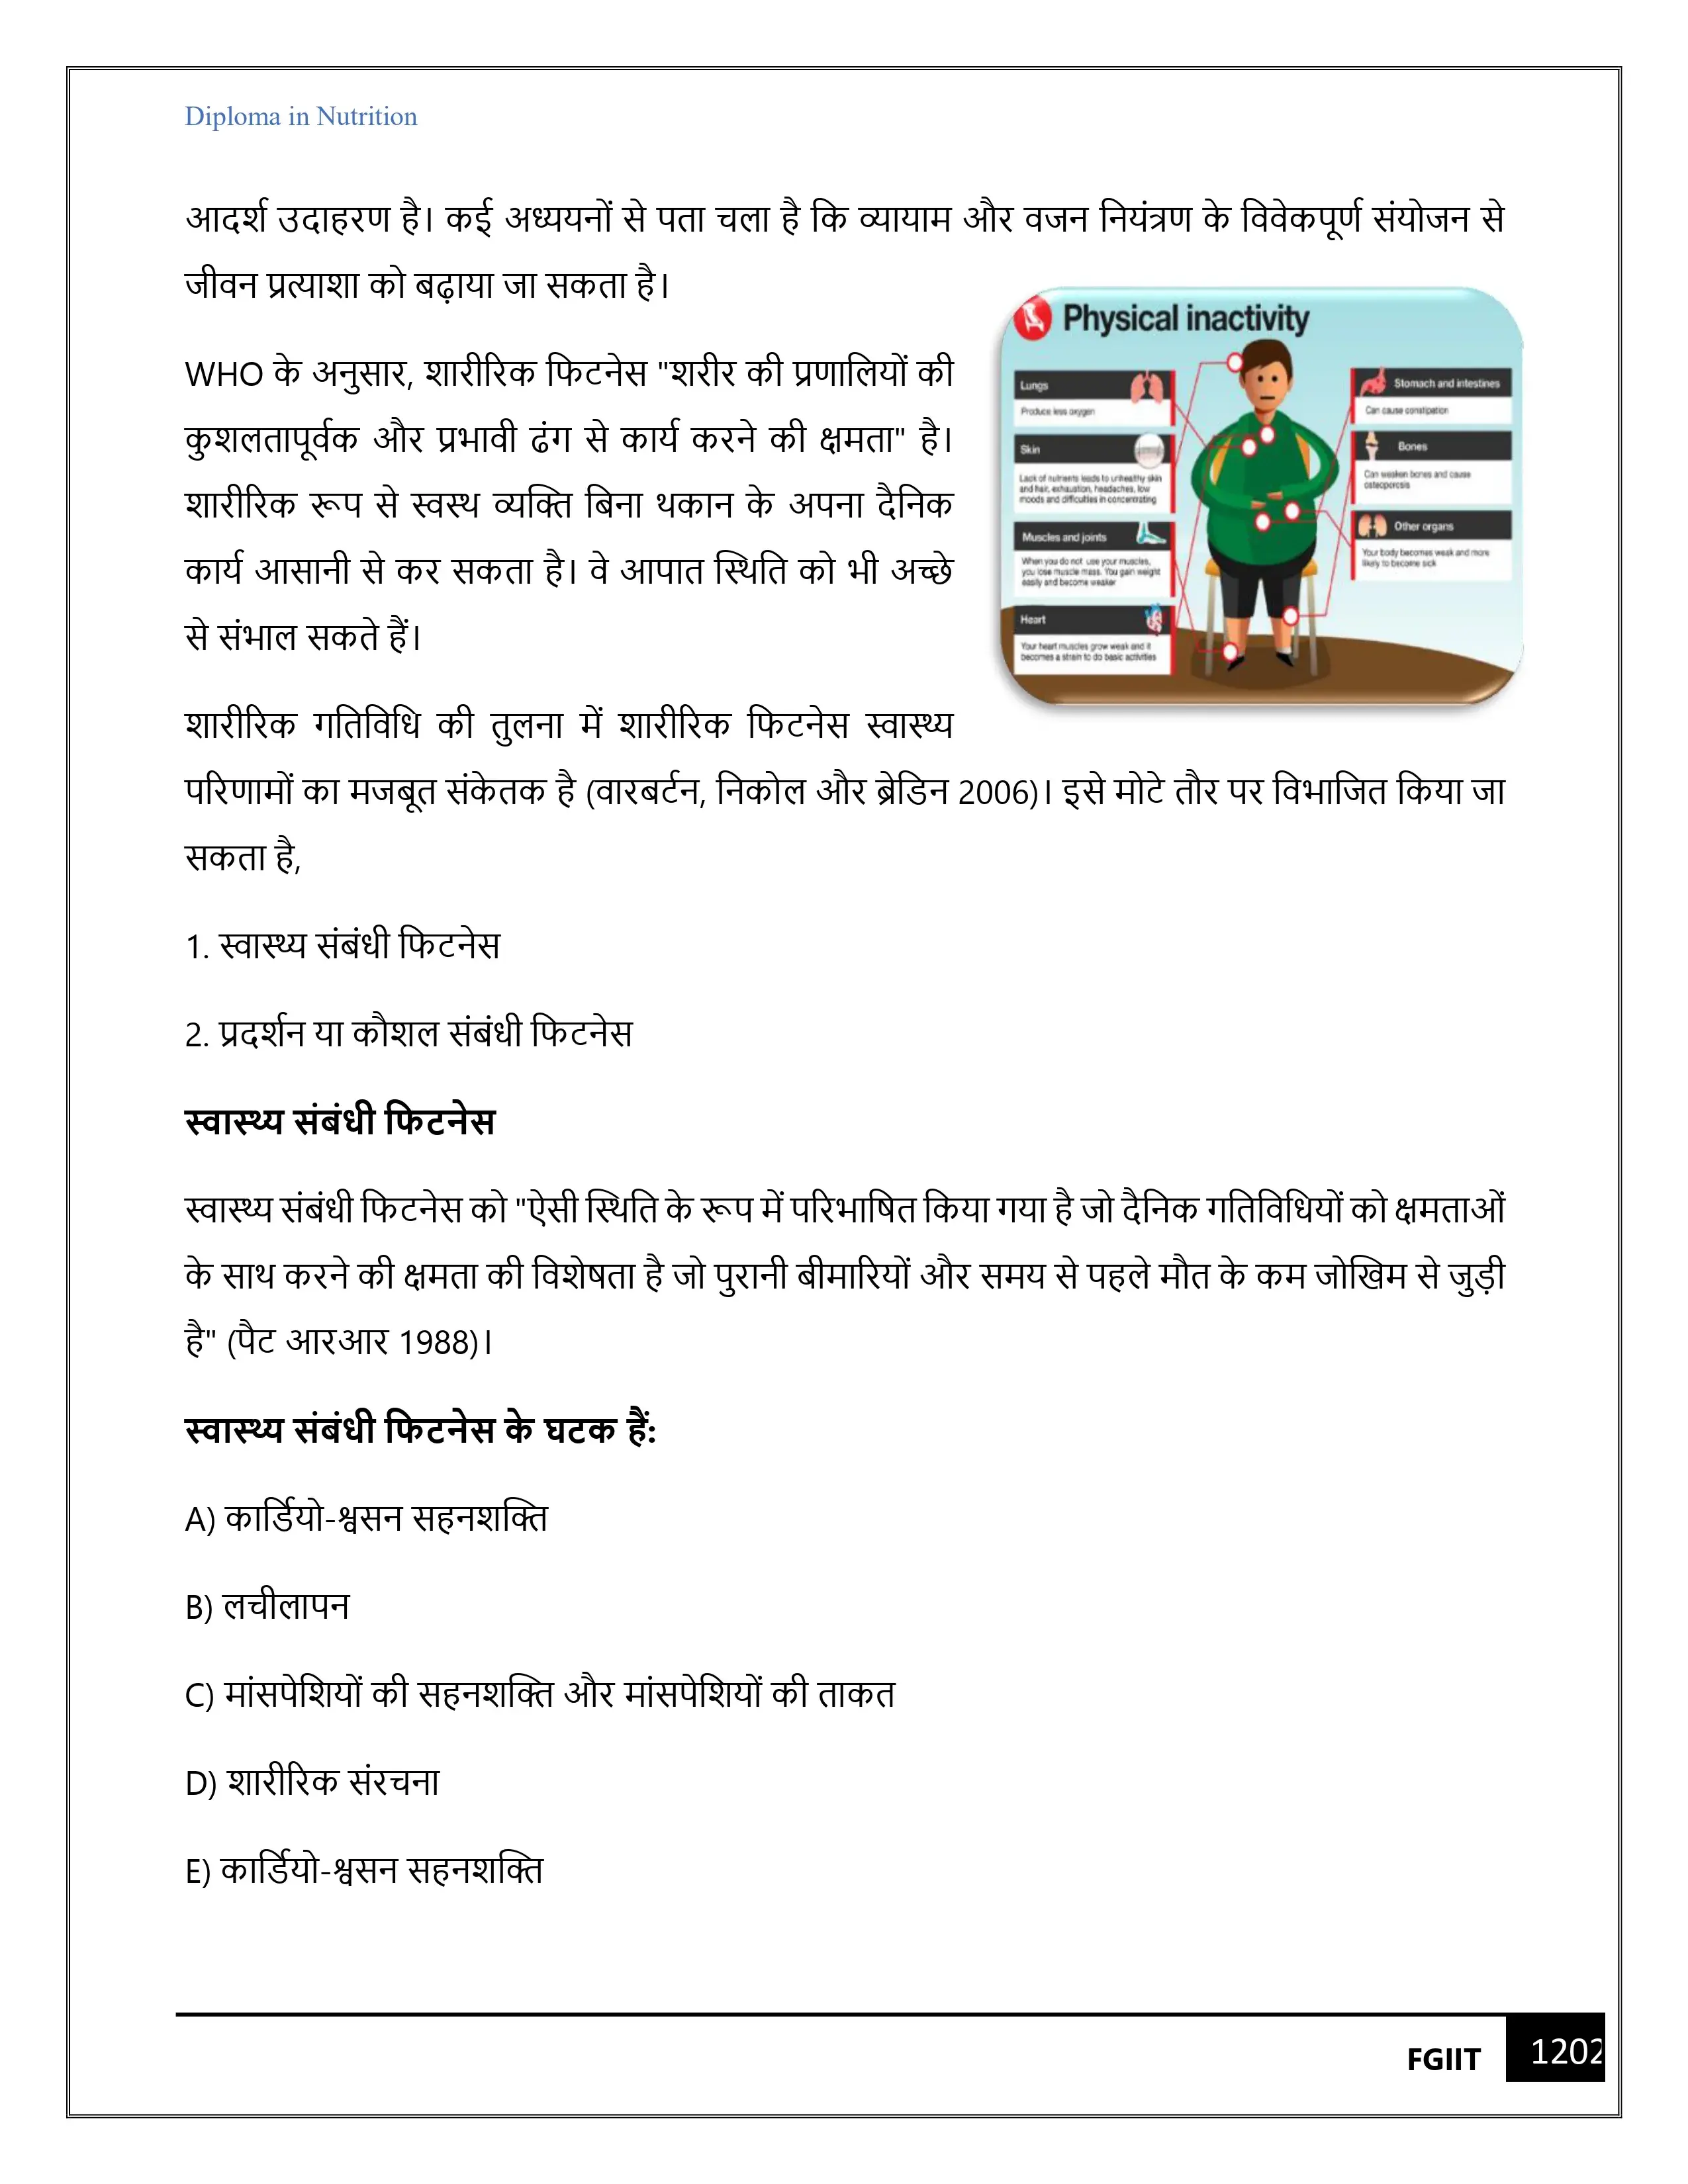 Diploma in Nutrition
आदर्श उदाहरण है। कई अध्ययनों से पता चला है कि व्यायाम और वजन नियंत्रण के विवेकपूर्ण संयोजन से
जीवन प्रत्याशा को बढ़ाया जा सकता है।
WHO के अनुसार, शारीरिक फिटनेस "शरीर की प्रणालियों की
कुशलतापूर्वक और प्रभावी ढंग से कार्य करने की क्षमता" है।
शारीरिक रूप से स्वस्थ व्यक्ति बिना थकान के अपना दैनिक
कार्य आसानी से कर सकता है। वे आपात स्थिति को भी अच्छे
से संभाल सकते हैं।
Physical inactivity
Lungs
Produce less oxygen
Skin
Lack of nutrients leads to unhealthy skin
and hair, exhaustion, headaches, low
moods and difficulties in concentrating
Muscles and joints
When you do not use your muscles,
you lose muscle mass. You gain weight
easily and become weaker
Heart
Your heart muscles grow weak and it
becomes a strain to do basic activities
Stomach and intestines
Can cause constipation
Bones
Can weaken bones and cause
osteoporosis
Other organs
Your body becomes weak and more
likely to become sick
शारीरिक गतिविधि की तुलना में शारीरिक फिटनेस स्वास्थ्य
परिणामों का मजबूत संकेतक है (वारबर्टन, निकोल और ब्रेडिन 2006)। इसे मोटे तौर पर विभाजित किया जा
सकता है,
1. स्वास्थ्य संबंधी फिटनेस
2. प्रदर्शन या कौशल संबंधी फिटनेस
स्वास्थ्य संबंधी फिटनेस
स्वास्थ्य संबंधी फिटनेस को "ऐसी स्थिति के रूप में परिभाषित किया गया है जो दैनिक गतिविधियों को क्षमताओं
के साथ करने की क्षमता की विशेषता है जो पुरानी बीमारियों और समय से पहले मौत के कम जोखिम से जुड़ी
है" (पैट आरआर 1988)।
स्वास्थ्य संबंधी फिटनेस के घटक हैं:
A) कार्डियो-श्वसन सहनशक्ति
B) लचीलापन
C) मांसपेशियों की सहनशक्ति और मांसपेशियों की ताकत
D) शारीरिक संरचना
E) कार्डियो-श्वसन सहनशक्ति
FGIIT 1202